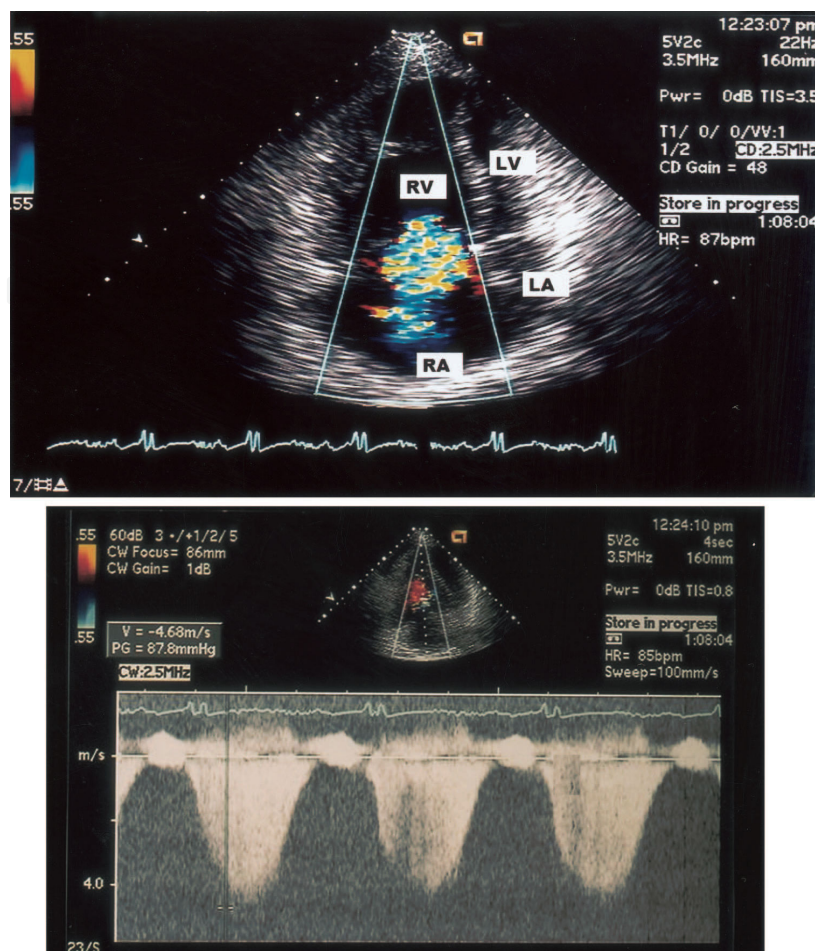 .55
.55
12:23:07 pm
5V2c 22Hz
3.5MHz 160mm
Pwr= 0dB TIS=3.5
T1/ 0/ 0/VV:1
1/2 CD:2.5MHz
CD Gain = 48
Store in progress
1:08:04
HR= 87bpm
LV
RV
LA
RA
7/
.55
.55
60dB 3 •/+1/2/5
CW Focus= 86mm
CW Gain= 1dB
V = -4.68m/s
PG = 87.8mmHg
CW:2.5MHz
12:24:10 pm
5V2c 4sec
3.5MHz 160mm
Pwr= 0dB TIS=0.8
Store in progress
1:08:04
HR= 85bpm
Sweep=100mm/s
m/s
4.0
23/S